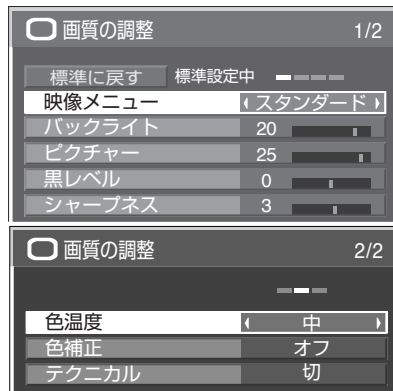 画質の調整 1/2
標準に戻す 標準設定中
映像メニュー スタンダード
バックライト 20
ピクチャー 25
黒レベル 0
シャープネス 3
画質の調整 2/2
色温度 中
色補正 オフ
テクニカル 切